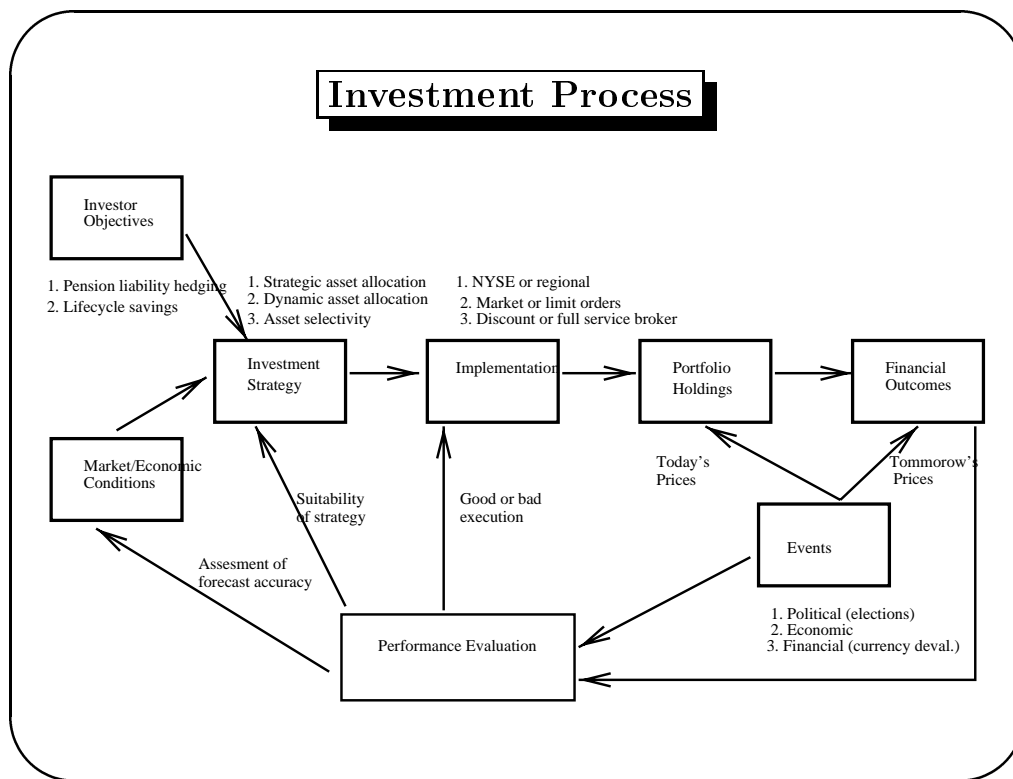 Investment Process
Investor
Objectives
1. Pension liability hedging
2. Lifecycle savings
1. Strategic asset allocation
2. Dynamic asset allocation
3. Asset selectivity
1. NYSE or regional
2. Market or limit orders
3. Discount or full service broker
Investment
Strategy
Implementation
Portfolio
Holdings
Financial
Outcomes
Market/Economic
Conditions
Suitability
of strategy
Good or bad
execution
Today's
Prices
Tommorow's
Prices
Events
Assesment of
forecast accuracy
1. Political (elections)
2. Economic
3. Financial (currency deval.)
Performance Evaluation